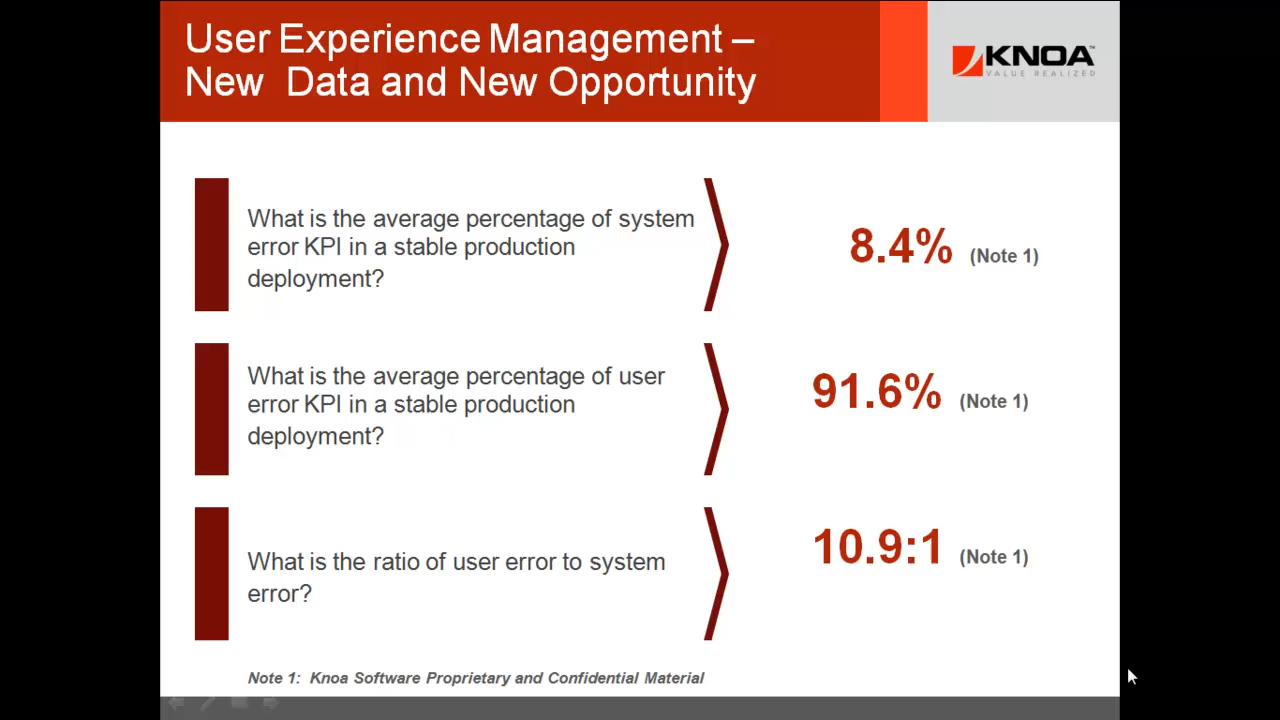 User Experience Management –
New Data and New Opportunity
KNOA™
VALUE REALIZED
What is the average percentage of system
error KPI in a stable production
deployment?
8.4% (Note 1)
What is the average percentage of user
error KPI in a stable production
deployment?
91.6% (Note 1)
What is the ratio of user error to system
error?
10.9:1 (Note 1)
Note 1: Knoa Software Proprietary and Confidential Material